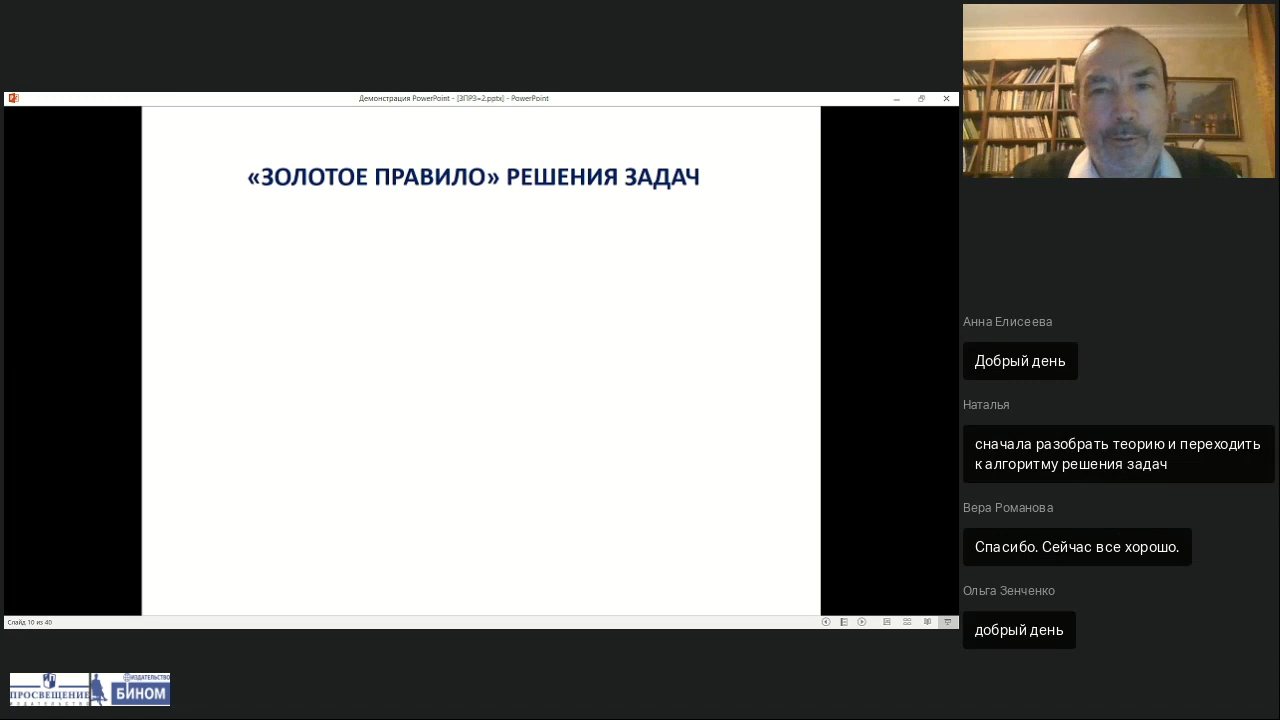 Демонстрация PowerPoint - [ЗПРЗ=2.pptx] - PowerPoint
«ЗОЛОТОЕ ПРАВИЛО» РЕШЕНИЯ ЗАДАЧ
Слайд 10 из 40
Анна Елисеева
Добрый день
Наталья
сначала разобрать теорию и переходить
к алгоритму решения задач
Вера Романова
Спасибо. Сейчас все хорошо.
Ольга Зенченко
добрый день
ПРОСВЕЩЕНИЕ
ИЗДАТЕЛЬСТВО
ИЗДАТЕЛЬСТВО
БИНОМ